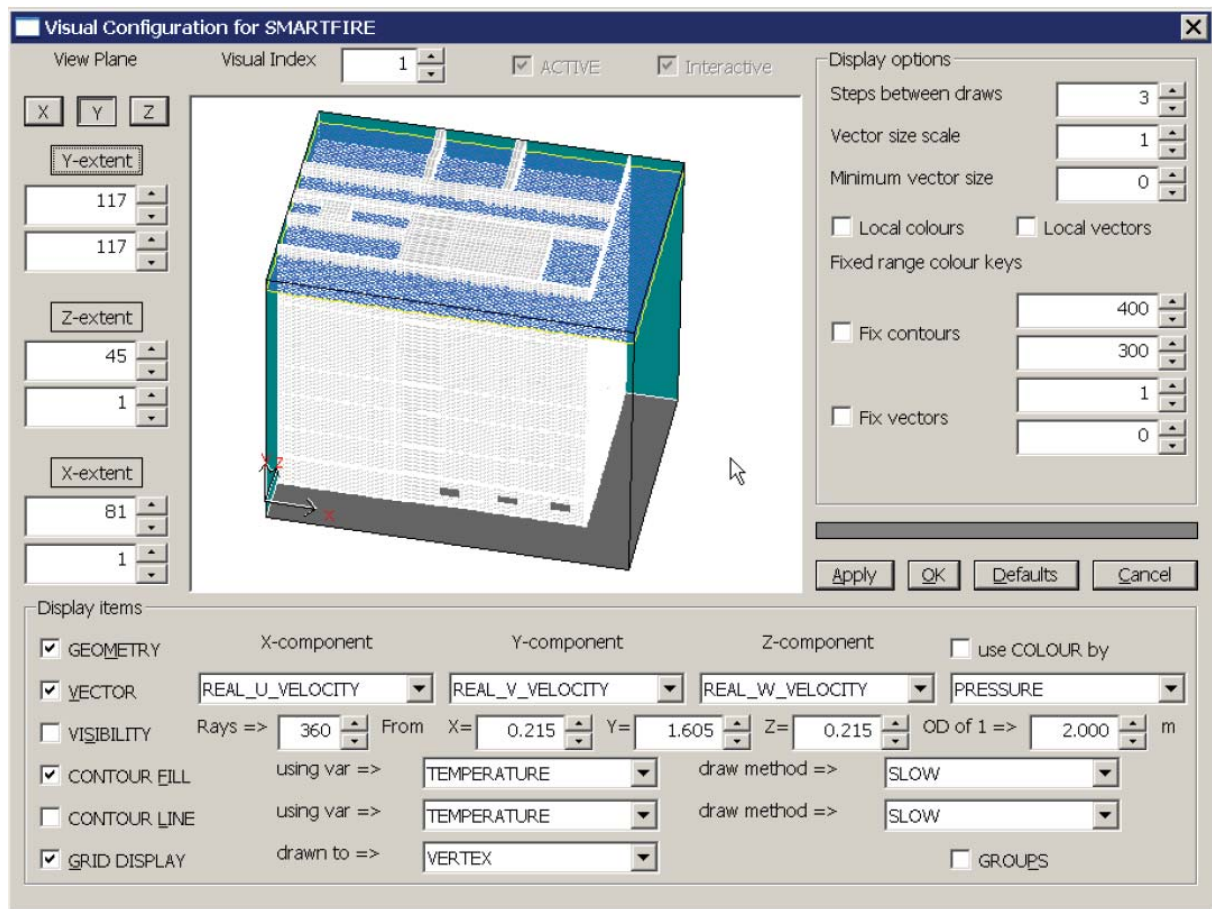 Visual Configuration for SMARTFIRE
View Plane
Visual Index
1
ACTIVE
Interactive
X
Y
Z
Y-extent
117
117
Z-extent
45
1
X-extent
81
1
Y
Z
X
Display options
Steps between draws
3
Vector size scale
1
Minimum vector size
0
Local colours
Local vectors
Fixed range colour keys
Fix contours
400
300
Fix vectors
1
0
Apply
OK
Defaults
Cancel
Display items
GEOMETRY
X-component
Y-component
Z-component
use COLOUR by
VECTOR
REAL_U_VELOCITY
REAL_V_VELOCITY
REAL_W_VELOCITY
PRESSURE
VISIBILITY
Rays => 360 From X= 0.215 Y= 1.605 Z= 0.215 OD of 1 => 2.000 m
CONTOUR FILL
using var =>
TEMPERATURE
draw method =>
SLOW
CONTOUR LINE
using var =>
TEMPERATURE
draw method =>
SLOW
GRID DISPLAY
drawn to =>
VERTEX
GROUPS